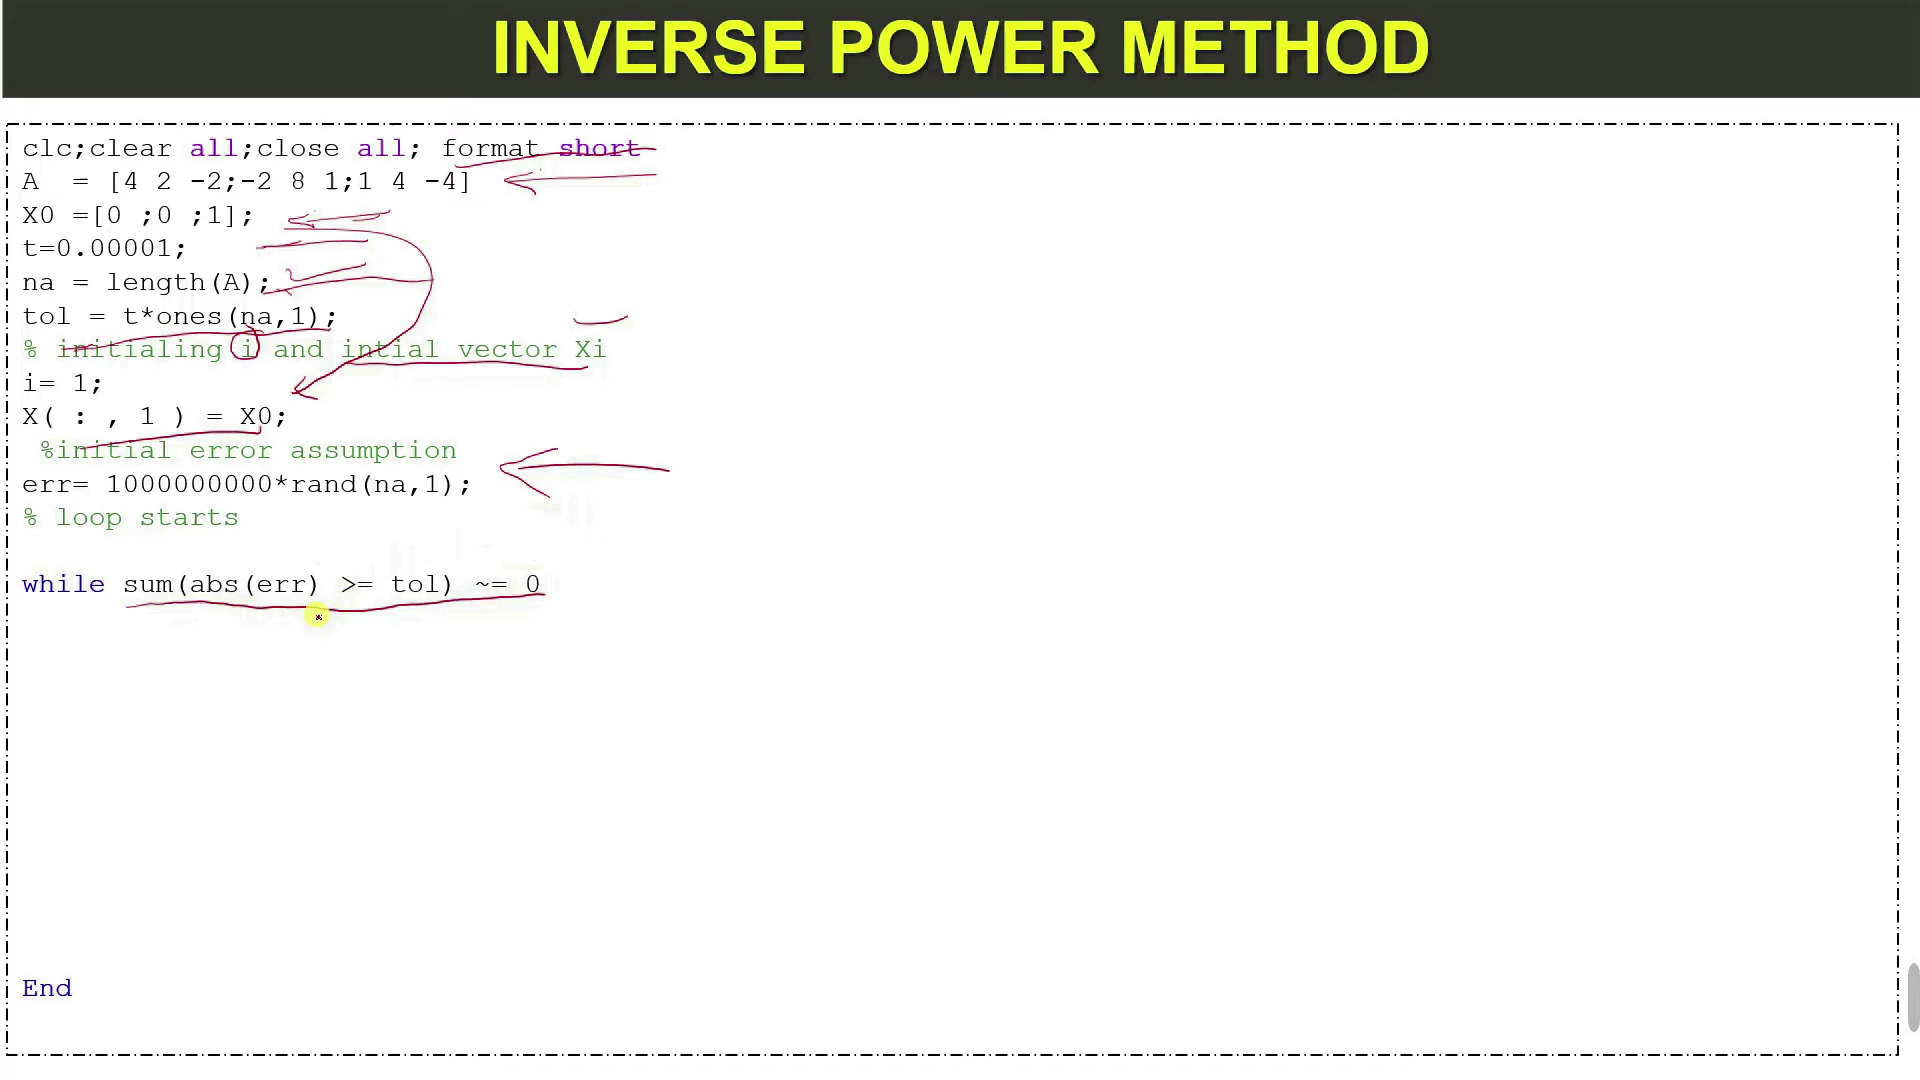 INVERSE POWER METHOD
clc;clear all;close all; format short
A  = [4 2 -2;-2 8 1;1 4 -4]
X0 =[0 ;0 ;1];
t=0.00001;
na = length(A);
tol = t*ones(na,1);
% initialing i and intial vector Xi
i= 1;
X( : , 1 ) = X0;
%initial error assumption
err= 1000000000*rand(na,1);
% loop starts
while sum(abs(err) >= tol) ~= 0
End